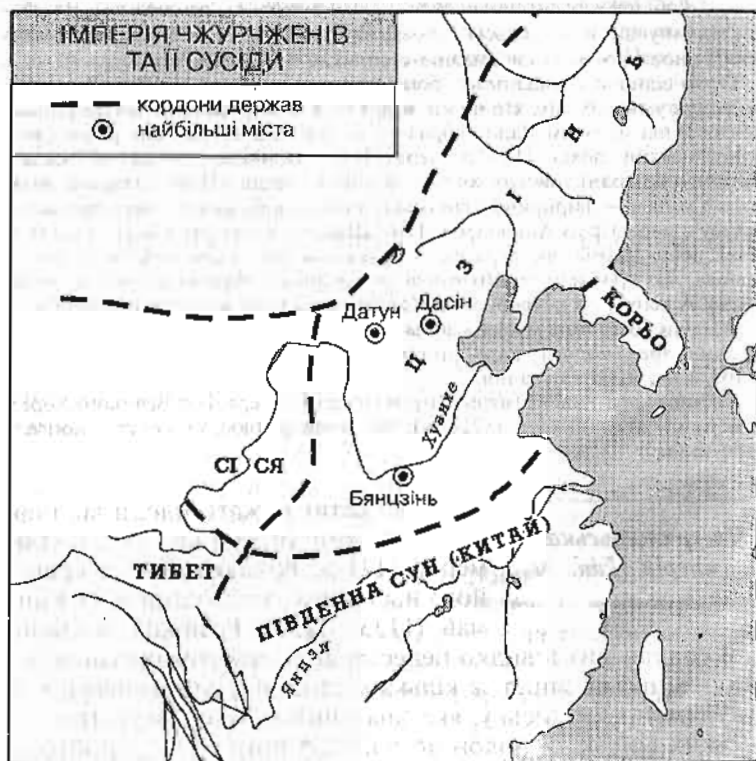 ІМПЕРІЯ ЧЖУРЧЖЕНІВ
ТА ЇЇ СУСІДИ
кордони держав
найбільші міста
ЦЗІНЬ
Датун
Дасін
КОРЬО
Хуанхе
СІ СЯ
Бянцзінь
ТИБЕТ
ПІВДЕННА СУН (КИТАЙ)
Янцзи